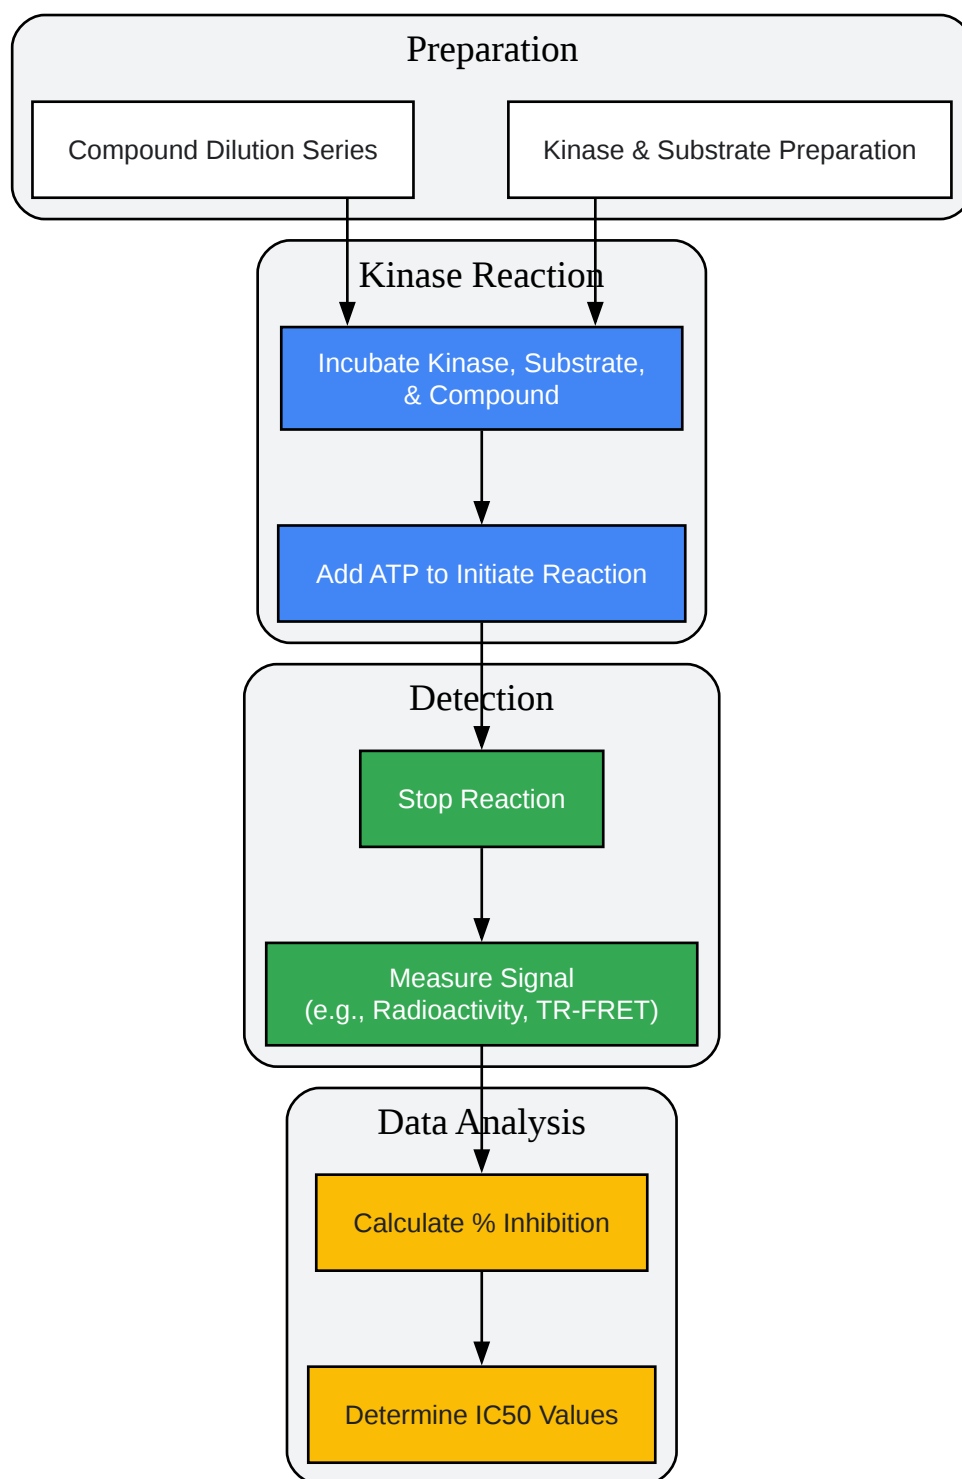 Preparation
Compound Dilution Series
Kinase & Substrate Preparation
Kinase Reaction
Incubate Kinase, Substrate,
& Compound
Add ATP to Initiate Reaction
Detection
Stop Reaction
Measure Signal
(e.g., Radioactivity, TR-FRET)
Data Analysis
Calculate % Inhibition
Determine IC50 Values